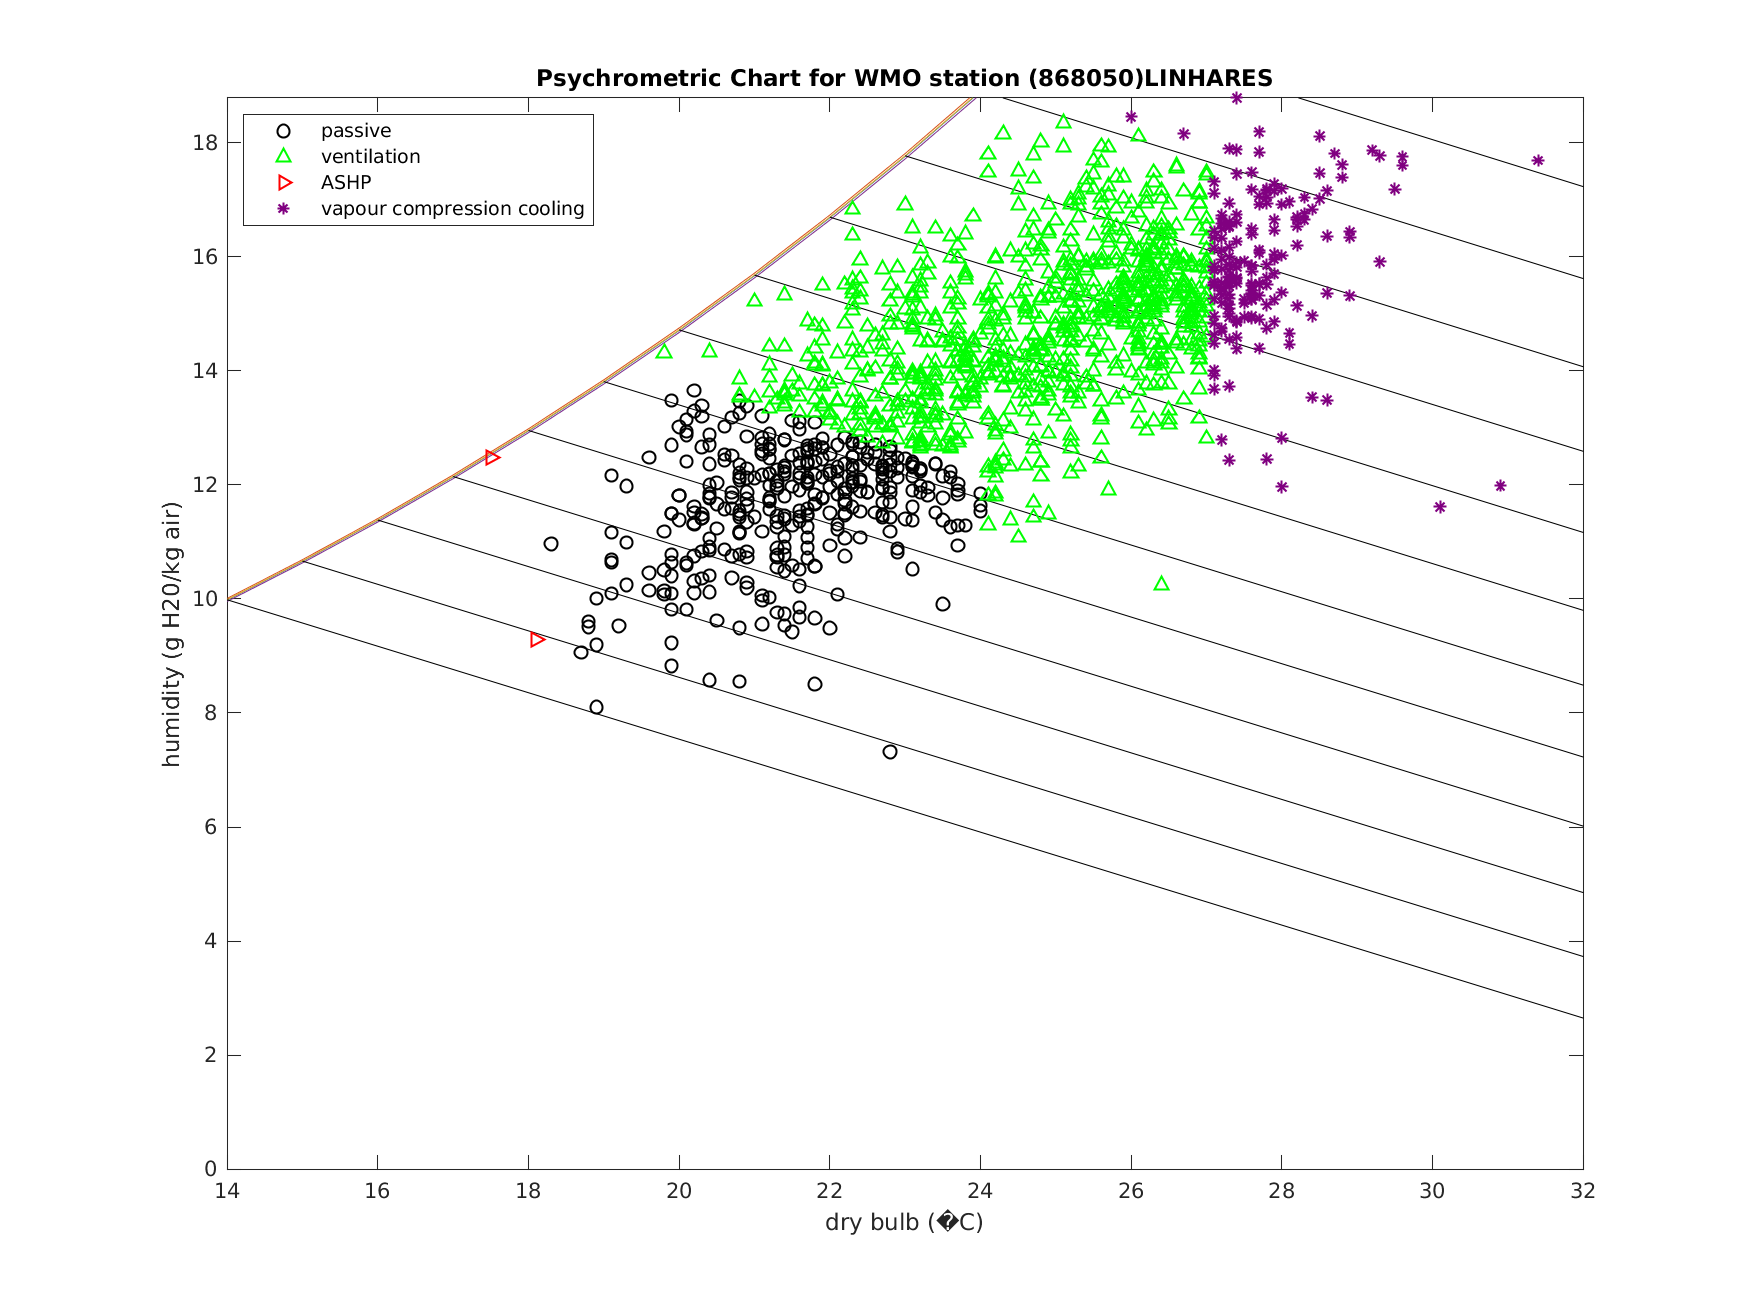 Psychrometric Chart for WMO station (868050)LINHARES
passive
ventilation
ASHP
vapour compression cooling
humidity (g H20/kg air)
18
16
14
12
10
8
6
4
2
0
14 16 18 20 22 24 26 28 30 32
dry bulb (�C)